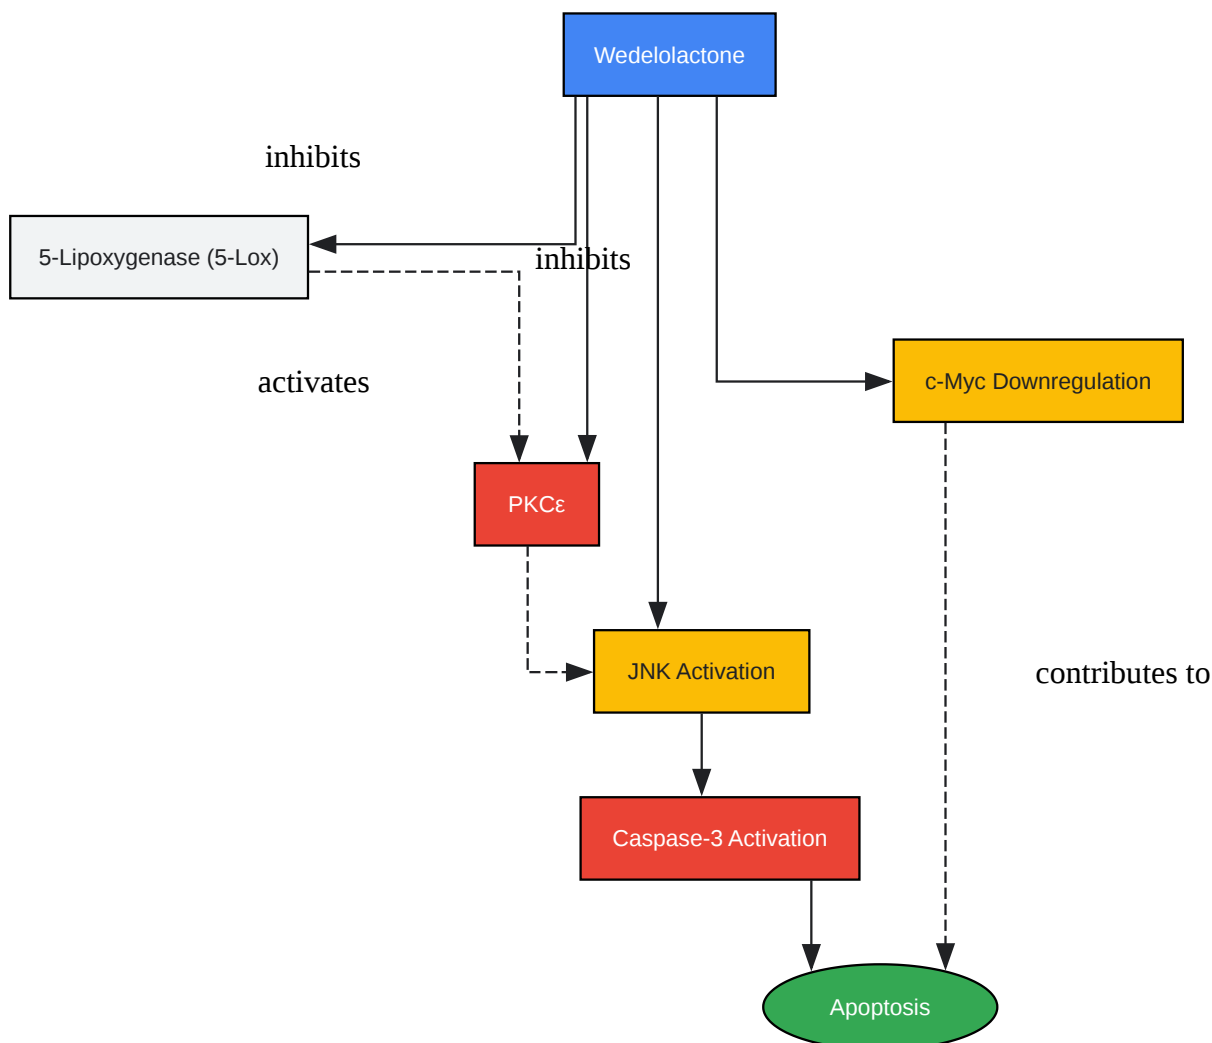 Wedelolactone
inhibits
5-Lipoxygenase (5-Lox)
inhibits
activates
c-Myc Downregulation
PKCε
JNK Activation
contributes to
Caspase-3 Activation
Apoptosis